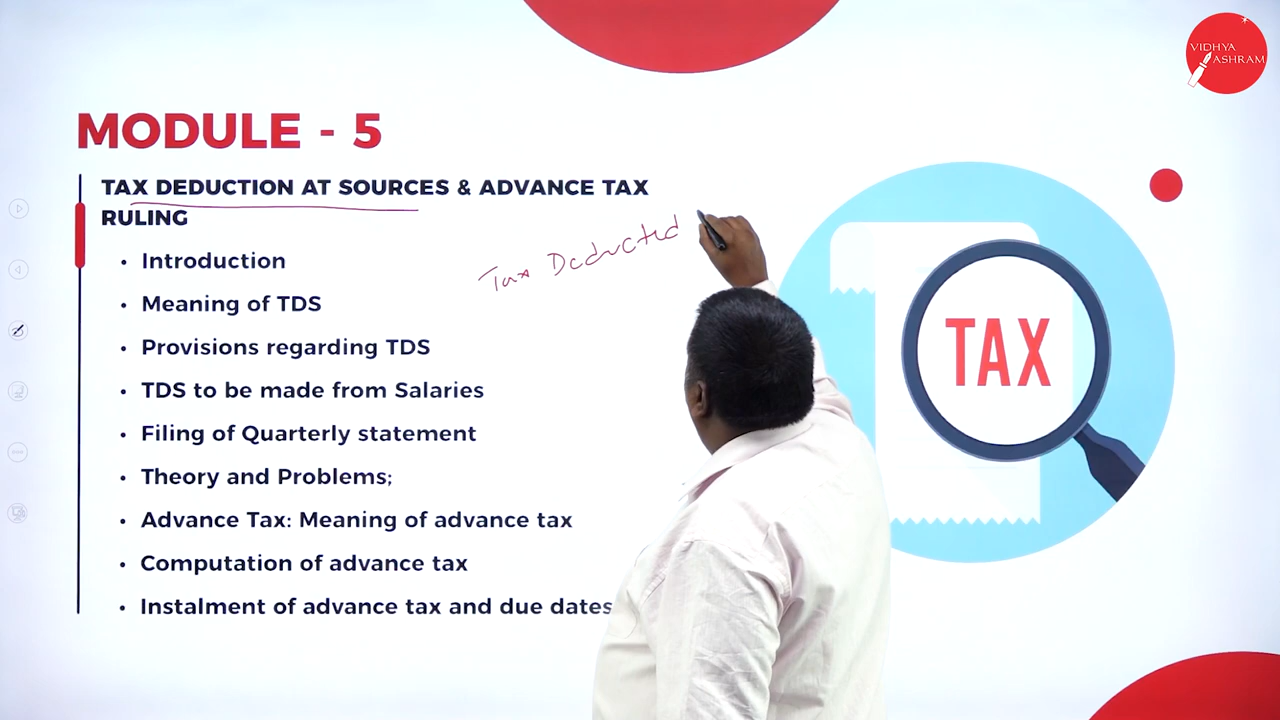 VIDHYA
ASHRAM
MODULE - 5
TAX DEDUCTION AT SOURCES & ADVANCE TAX
RULING
• Introduction
• Meaning of TDS
• Provisions regarding TDS
• TDS to be made from Salaries
• Filing of Quarterly statement
• Theory and Problems;
• Advance Tax: Meaning of advance tax
• Computation of advance tax
• Instalment of advance tax and due dates
Tax Deducted
TAX